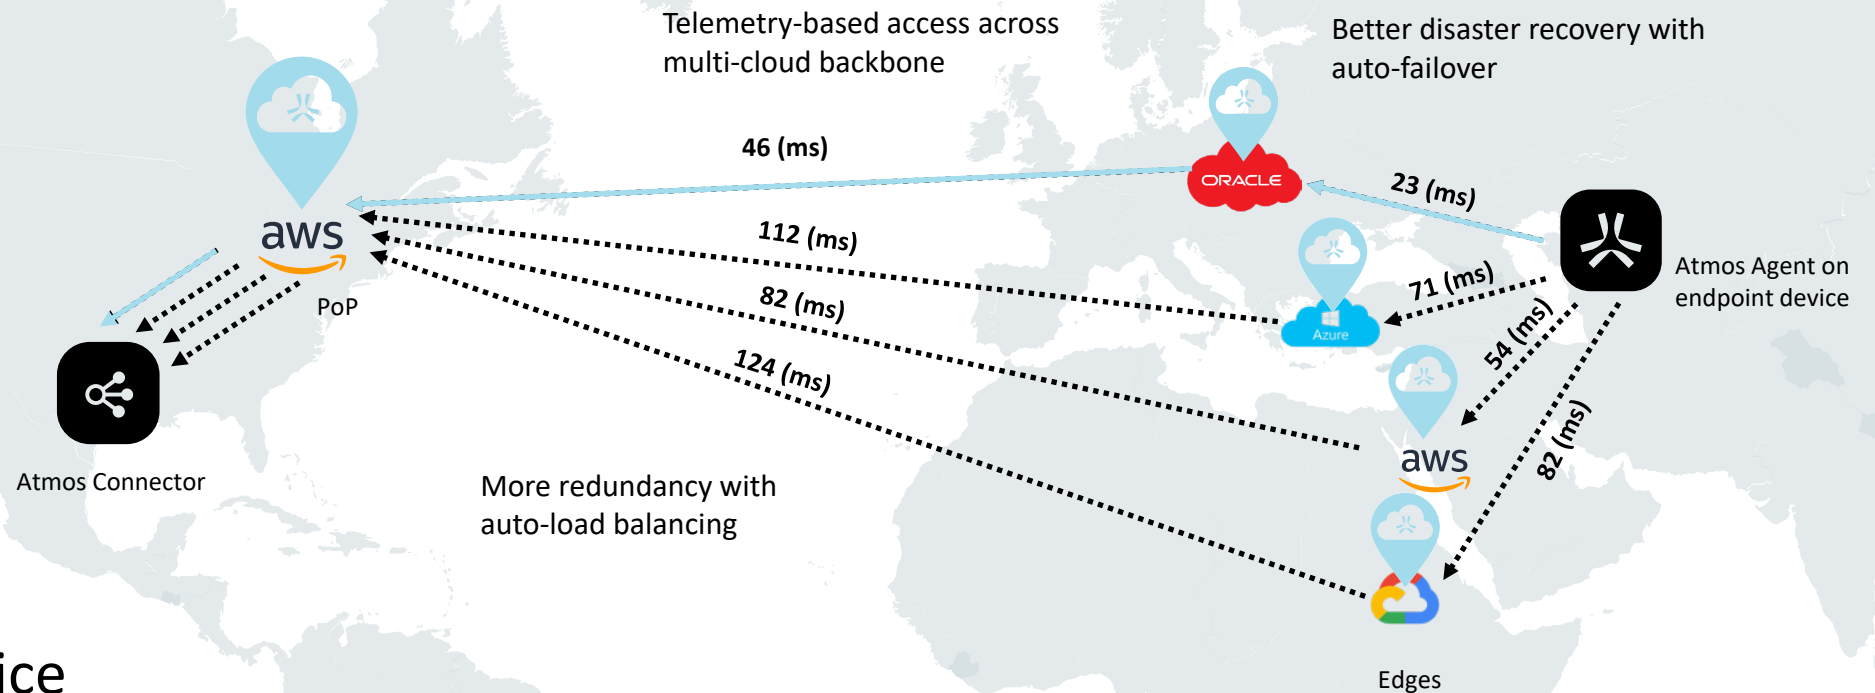 Telemetry-based access across
multi-cloud backbone
Better disaster recovery with
auto-failover
46 (ms)
ORACLE
23 (ms)
aws
112 (ms)
PoP
82 (ms)
Azure
71 (ms)
Atmos Agent on
endpoint device
54 (ms)
124 (ms)
aws
82 (ms)
Atmos Connector
More redundancy with
auto-load balancing
Edges
ice